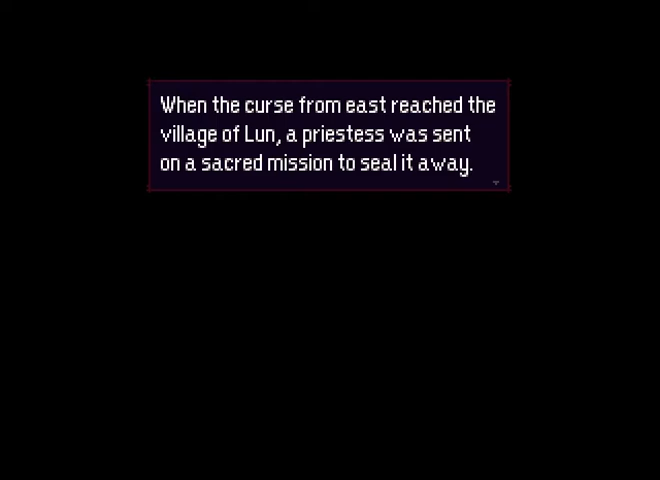 When the curse from east reached the
village of Lun, a priestess was sent
on a sacred mission to seal it away.